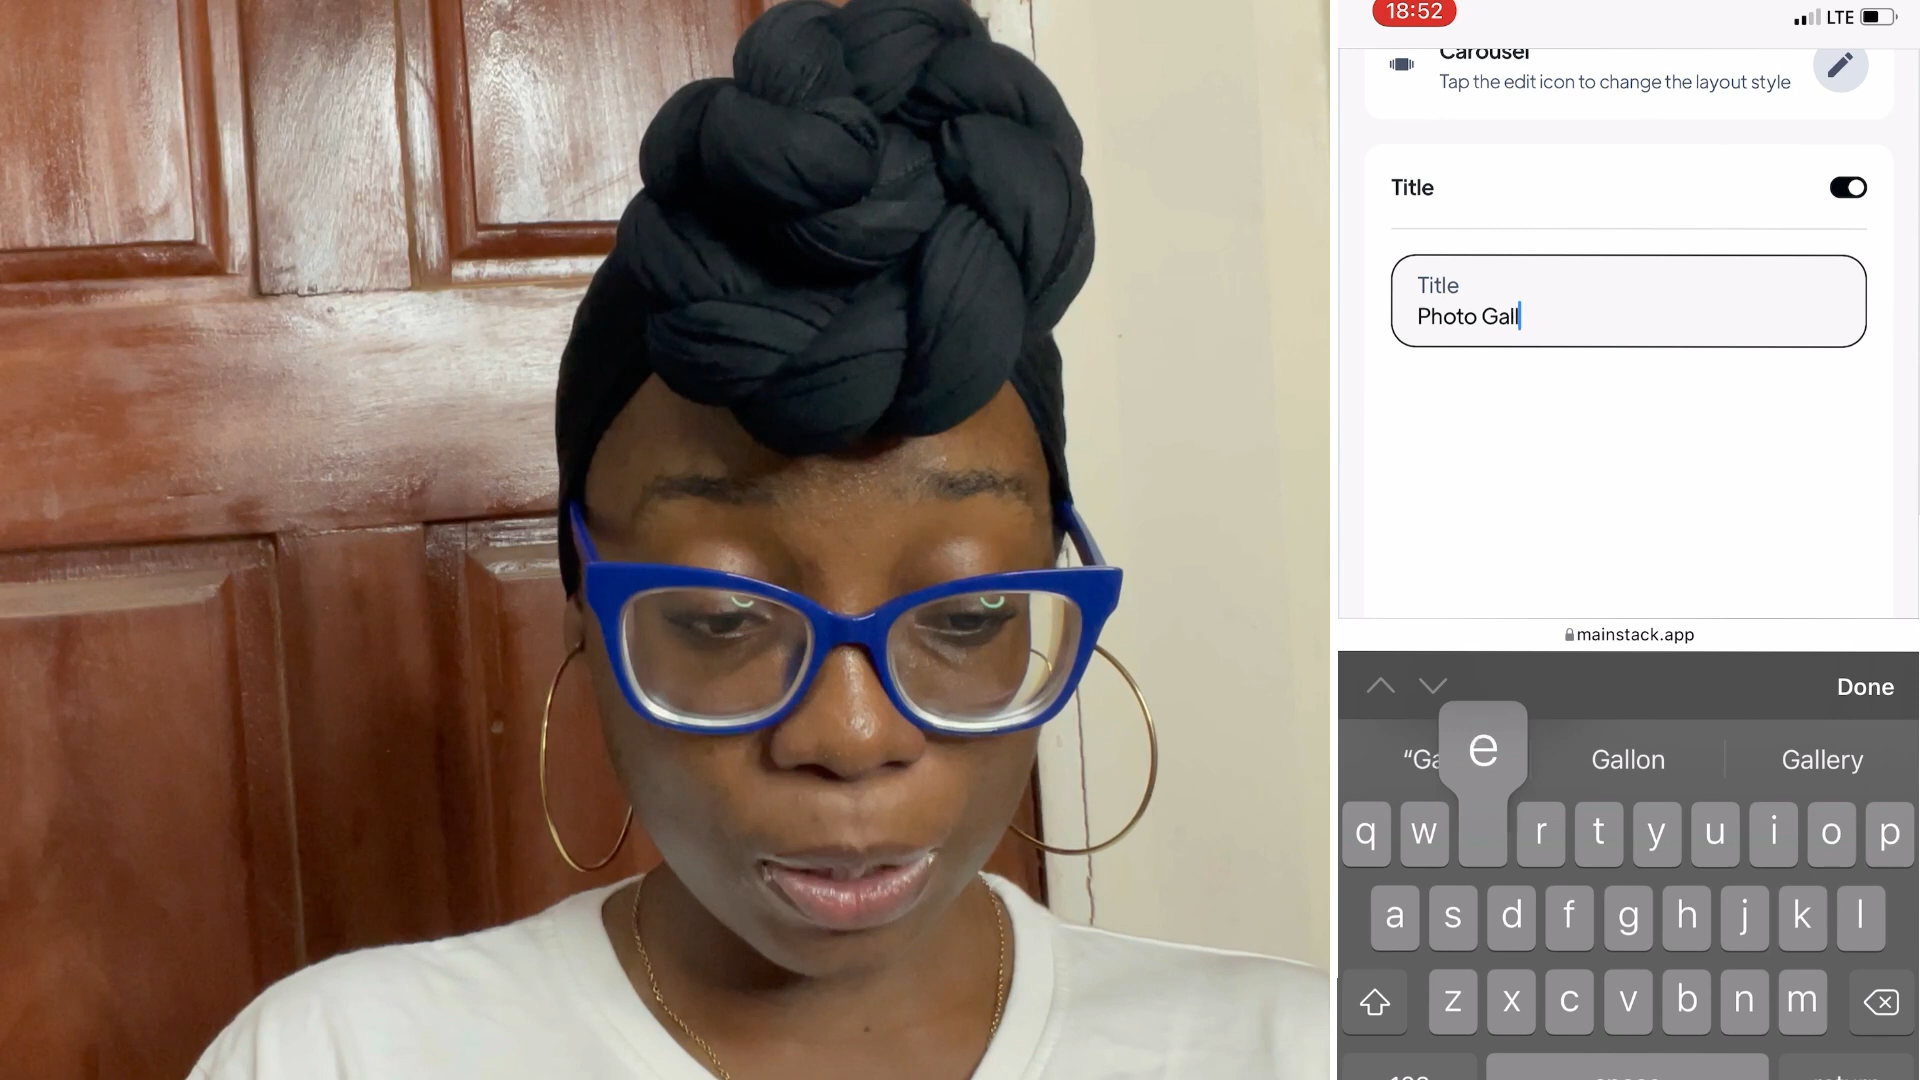 18:52 LTE
Carousel
Tap the edit icon to change the layout style
Title
Title
Photo Gall
mainstack.app
Done
“Ga
Gallon
Gallery
e
q w r t y u i o p
a s d f g h j k l
z x c v b n m